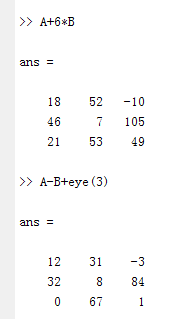 >> A+6*B
ans =
18 52 -10
46 7 105
21 53 49
>> A-B+eye(3)
ans =
12 31 -3
32 8 84
0 67 1